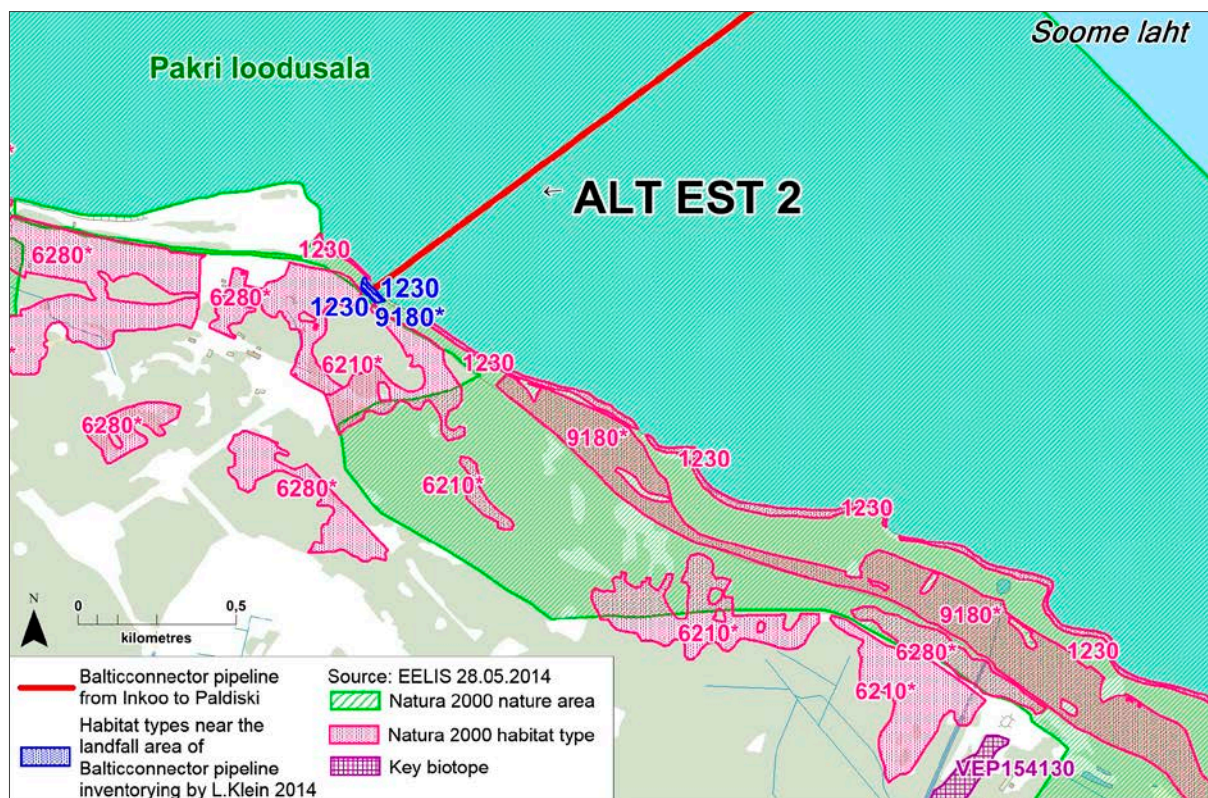 Soome laht
Pakri loodusala
← ALT EST 2
6280*
1230
6280*
1230
1230
9180*
6210*
1230
6280*
9180*
1230
6280*
6210*
1230
9180*
6210*
6280*
1230
6210*
VEP154130
N
0 0,5
kilometres
Balticconnector pipeline
from Inkoo to Paldiski
Habitat types near the
landfall area of
Balticconnector pipeline
inventorying by L.Klein 2014
Source: EELIS 28.05.2014
Natura 2000 nature area
Natura 2000 habitat type
Key biotope